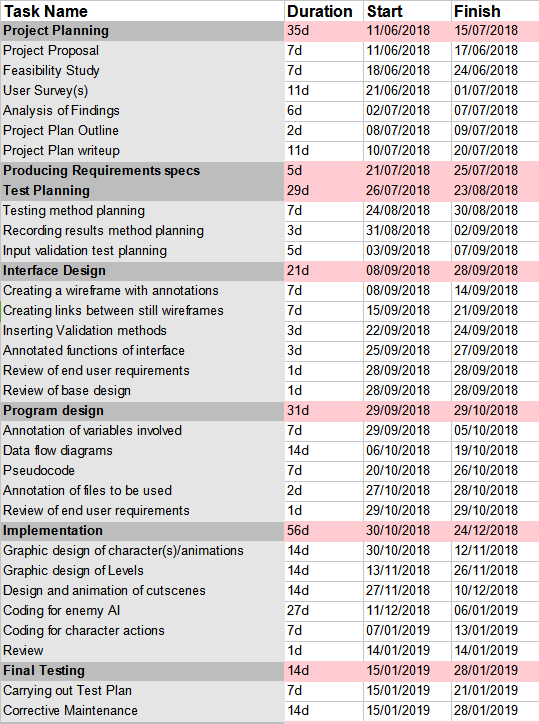 Task Name Duration Start Finish
Project Planning 35d 11/06/2018 15/07/2018
Project Proposal 7d 11/06/2018 17/06/2018
Feasibility Study 7d 18/06/2018 24/06/2018
User Survey(s) 11d 21/06/2018 01/07/2018
Analysis of Findings 6d 02/07/2018 07/07/2018
Project Plan Outline 2d 08/07/2018 09/07/2018
Project Plan writeup 11d 10/07/2018 20/07/2018
Producing Requirements specs 5d 21/07/2018 25/07/2018
Test Planning 29d 26/07/2018 23/08/2018
Testing method planning 7d 24/08/2018 30/08/2018
Recording results method planning 3d 31/08/2018 02/09/2018
Input validation test planning 5d 03/09/2018 07/09/2018
Interface Design 21d 08/09/2018 28/09/2018
Creating a wireframe with annotations 7d 08/09/2018 14/09/2018
Creating links between still wireframes 7d 15/09/2018 21/09/2018
Inserting Validation methods 3d 22/09/2018 24/09/2018
Annotated functions of interface 3d 25/09/2018 27/09/2018
Review of end user requirements 1d 28/09/2018 28/09/2018
Review of base design 1d 28/09/2018 28/09/2018
Program design 31d 29/09/2018 29/10/2018
Annotation of variables involved 7d 29/09/2018 05/10/2018
Data flow diagrams 14d 06/10/2018 19/10/2018
Pseudocode 7d 20/10/2018 26/10/2018
Annotation of files to be used 2d 27/10/2018 28/10/2018
Review of end user requirements 1d 29/10/2018 29/10/2018
Implementation 56d 30/10/2018 24/12/2018
Graphic design of character(s)/animations 14d 30/10/2018 12/11/2018
Graphic design of Levels 14d 13/11/2018 26/11/2018
Design and animation of cutscenes 14d 27/11/2018 10/12/2018
Coding for enemy AI 27d 11/12/2018 06/01/2019
Coding for character actions 7d 07/01/2019 13/01/2019
Review 1d 14/01/2019 14/01/2019
Final Testing 14d 15/01/2019 28/01/2019
Carrying out Test Plan 7d 15/01/2019 21/01/2019
Corrective Maintenance 14d 15/01/2019 28/01/2019